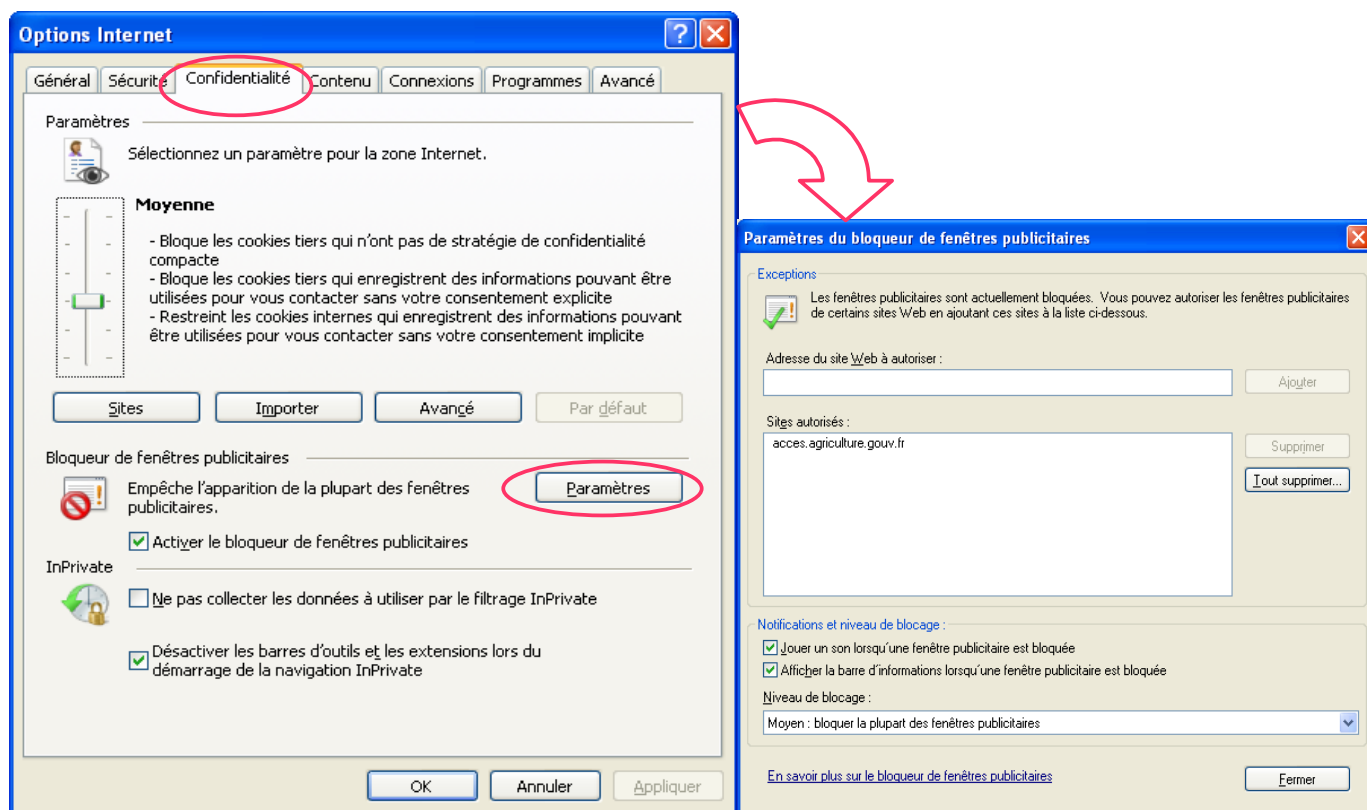 Options Internet
Général Sécurité Confidentialité Contenu Connexions Programmes Avancé
Paramètres
Sélectionnez un paramètre pour la zone Internet.
Moyenne
- Bloque les cookies tiers qui n'ont pas de stratégie de confidentialité
compacte
- Bloque les cookies tiers qui enregistrent des informations pouvant être
utilisées pour vous contacter sans votre consentement explicite
- Restreint les cookies internes qui enregistrent des informations pouvant
être utilisées pour vous contacter sans votre consentement implicite
Sites Importer Avancé Par défaut
Bloqueur de fenêtres publicitaires
Empêche l'apparition de la plupart des fenêtres
publicitaires.
Paramètres
Activer le bloqueur de fenêtres publicitaires
InPrivate
Ne pas collecter les données à utiliser par le filtrage InPrivate
Désactiver les barres d'outils et les extensions lors du
démarrage de la navigation InPrivate
OK Annuler Appliquer
Paramètres du bloqueur de fenêtres publicitaires
Exceptions
Les fenêtres publicitaires sont actuellement bloquées. Vous pouvez autoriser les fenêtres publicitaires
de certains sites Web en ajoutant ces sites à la liste ci-dessous.
Adresse du site Web à autoriser :
Ajouter
Sites autorisés :
acces.agriculture.gouv.fr
Supprimer
Tout supprimer...
Notifications et niveau de blocage :
Jouer un son lorsqu'une fenêtre publicitaire est bloquée
Afficher la barre d'informations lorsqu'une fenêtre publicitaire est bloquée
Niveau de blocage :
Moyen : bloquer la plupart des fenêtres publicitaires
En savoir plus sur le bloqueur de fenêtres publicitaires
Fermer